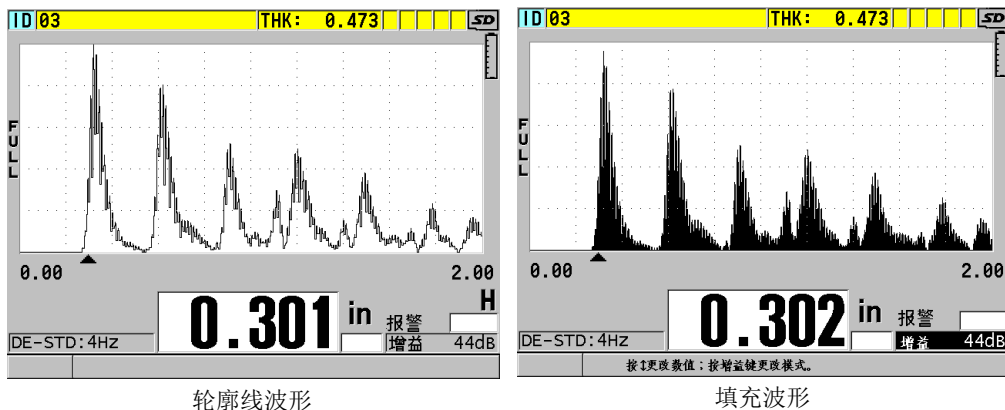 ID 03 THK: 0.473 SD
FULL
0.00 2.00
0.301 in H
报警
DE-STD:4Hz 增益 44dB
轮廓线波形
ID 03 THK: 0.473 SD
FULL
0.00 2.00
0.302 in
报警
DE-STD:4Hz 增益 44dB
按↕更改数值；按增益键更改模式。
填充波形